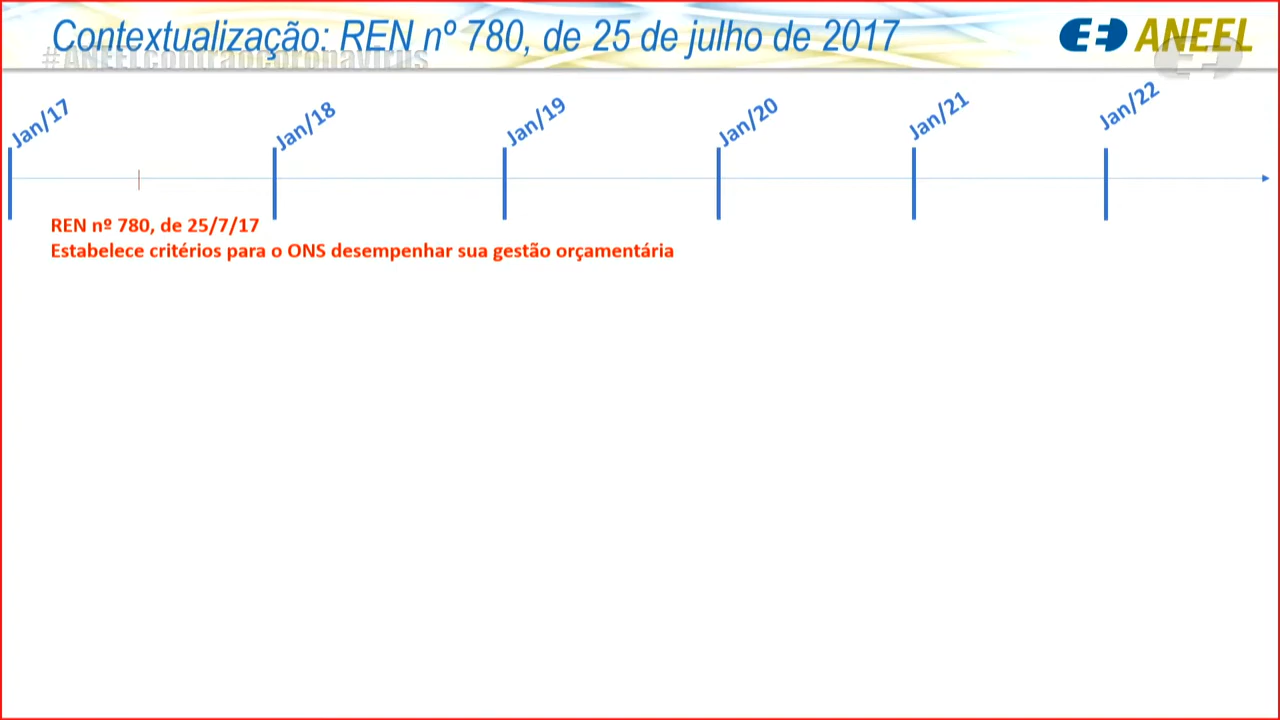 Contextualização: REN nº 780, de 25 de julho de 2017
ANEEL
#ANEELcontraocoronavirus
Jan/17
Jan/18
Jan/19
Jan/20
Jan/21
Jan/22
REN nº 780, de 25/7/17
Estabelece critérios para o ONS desempenhar sua gestão orçamentária